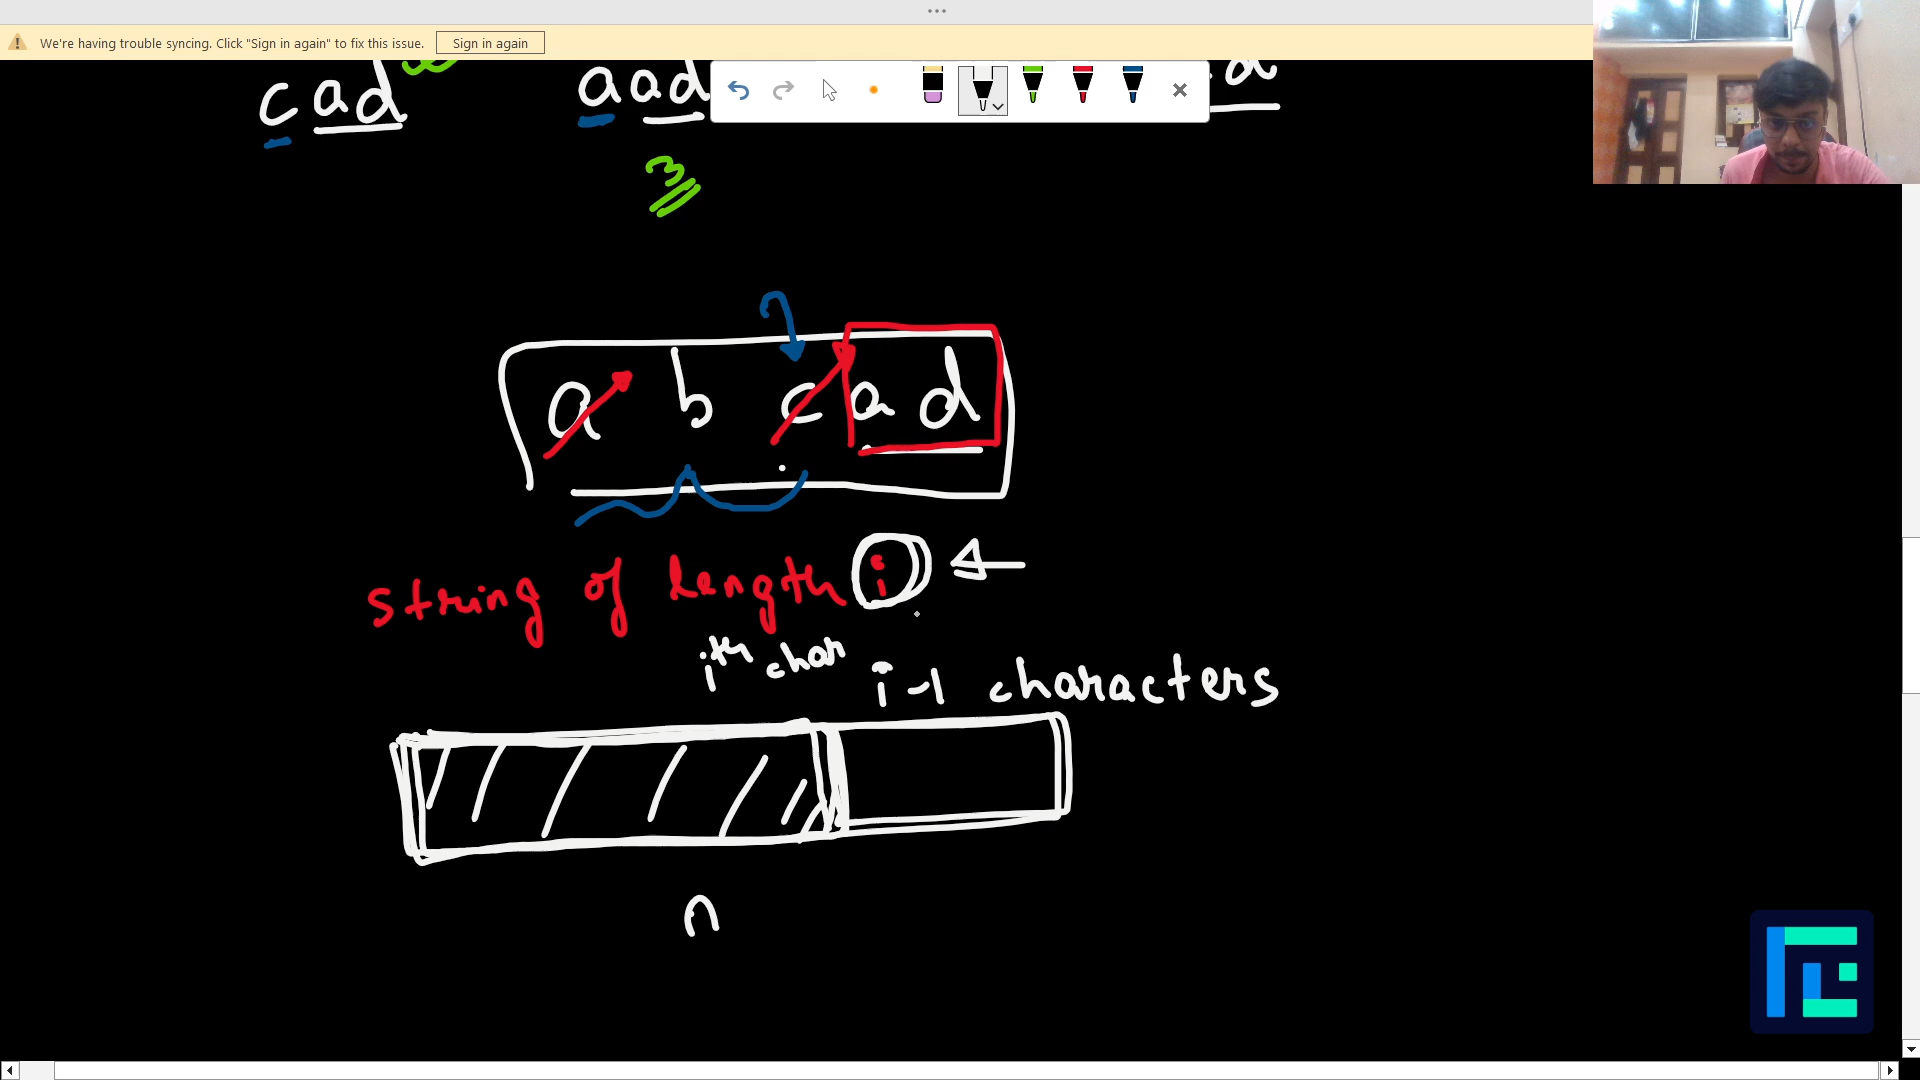 We're having trouble syncing. Click "Sign in again" to fix this issue. Sign in again
cad aad d
3
a b c a d
string of length i
ith char i-1 characters
n